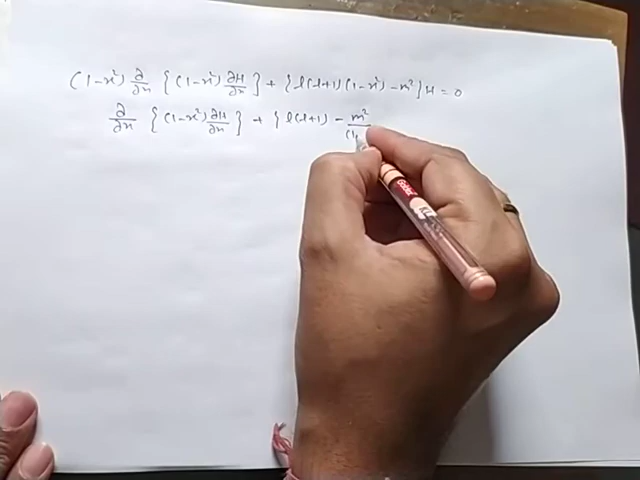 (1-x²) ∂/∂x {(1-x²) ∂H/∂x} + {l(l+1)(1-x²) - m²} H = 0
∂/∂x {(1-x²) ∂H/∂x} + {l(l+1) - m²/(1